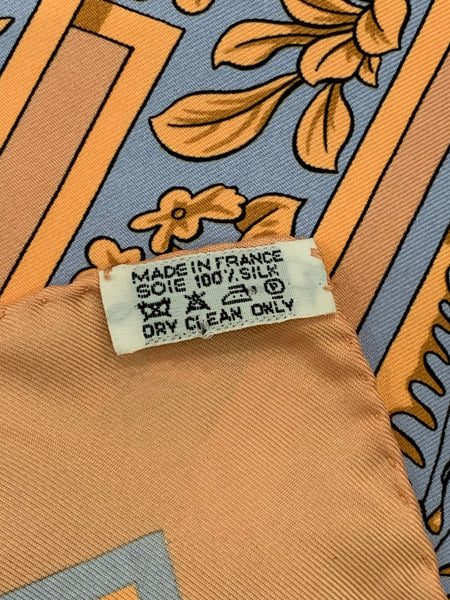 MADE IN FRANCE
SOIE 100% SILK
P
DRY CLEAN ONLY